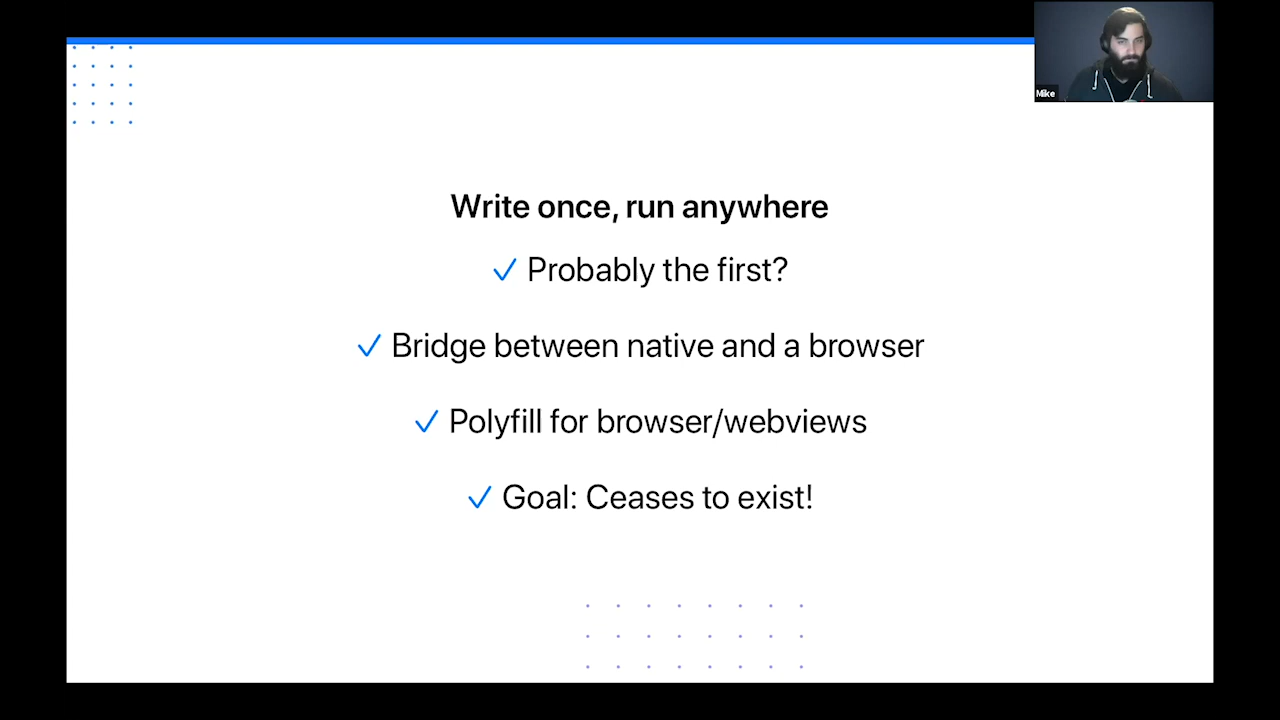 Mike
Write once, run anywhere
✓ Probably the first?
✓ Bridge between native and a browser
✓ Polyfill for browser/webviews
✓ Goal: Ceases to exist!